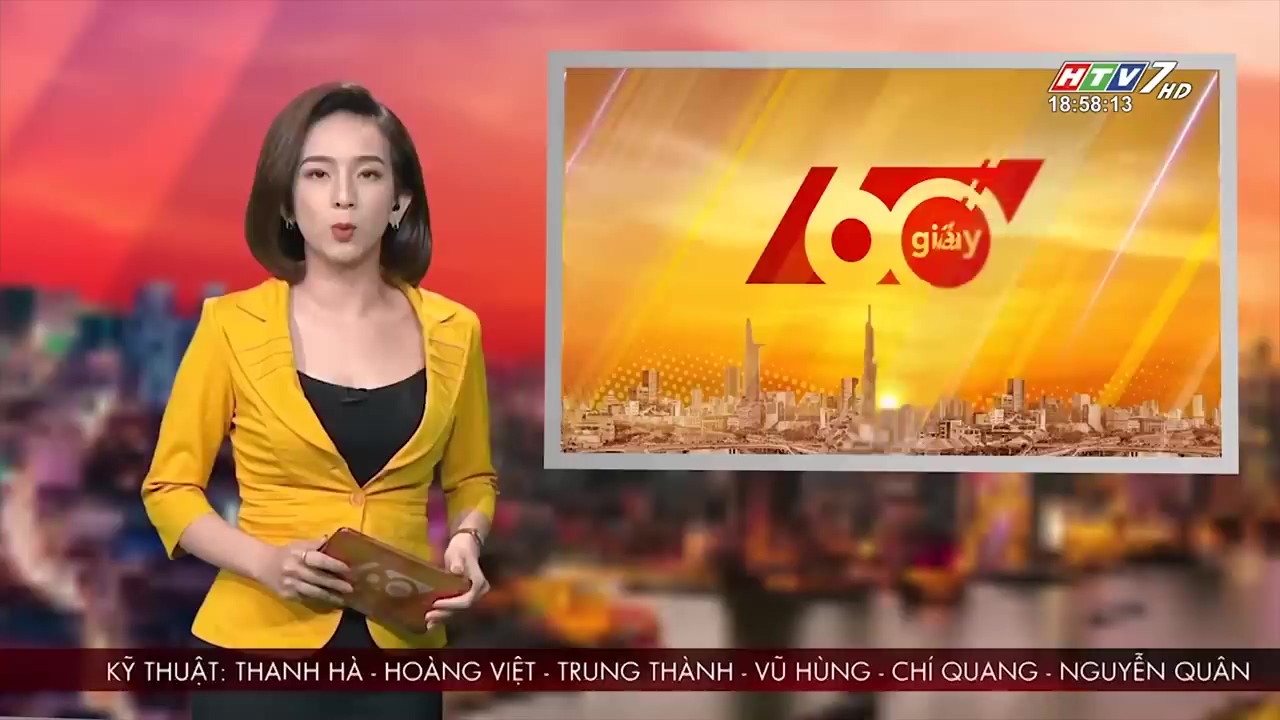 HTV7 HD
18:58:13
60
giây
60
KỸ THUẬT: THANH HÀ - HOÀNG VIỆT - TRUNG THÀNH - VŨ HÙNG - CHÍ QUANG - NGUYỄN QUÂN